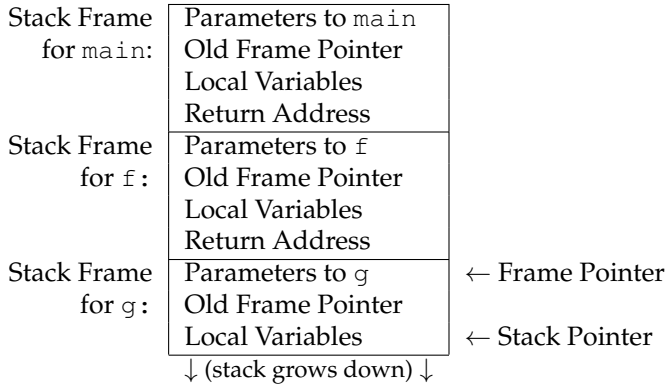 Stack Frame Parameters to main
for main: Old Frame Pointer
Local Variables
Return Address
Stack Frame Parameters to f
for f: Old Frame Pointer
Local Variables
Return Address
Stack Frame Parameters to g ← Frame Pointer
for g: Old Frame Pointer
Local Variables ← Stack Pointer
↓ (stack grows down) ↓